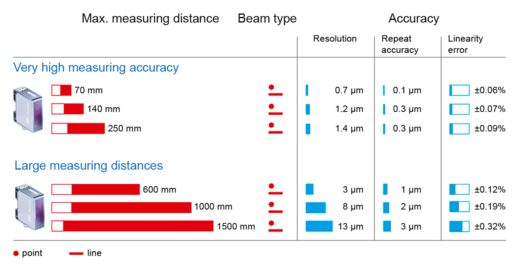 Max. measuring distance Beam type Accuracy
Resolution Repeat accuracy Linearity error
Very high measuring accuracy
70 mm 0.7 µm 0.1 µm ±0.06%
140 mm 1.2 µm 0.3 µm ±0.07%
250 mm 1.4 µm 0.3 µm ±0.09%
Large measuring distances
600 mm 3 µm 1 µm ±0.12%
1000 mm 8 µm 2 µm ±0.19%
1500 mm 13 µm 3 µm ±0.32%
point line